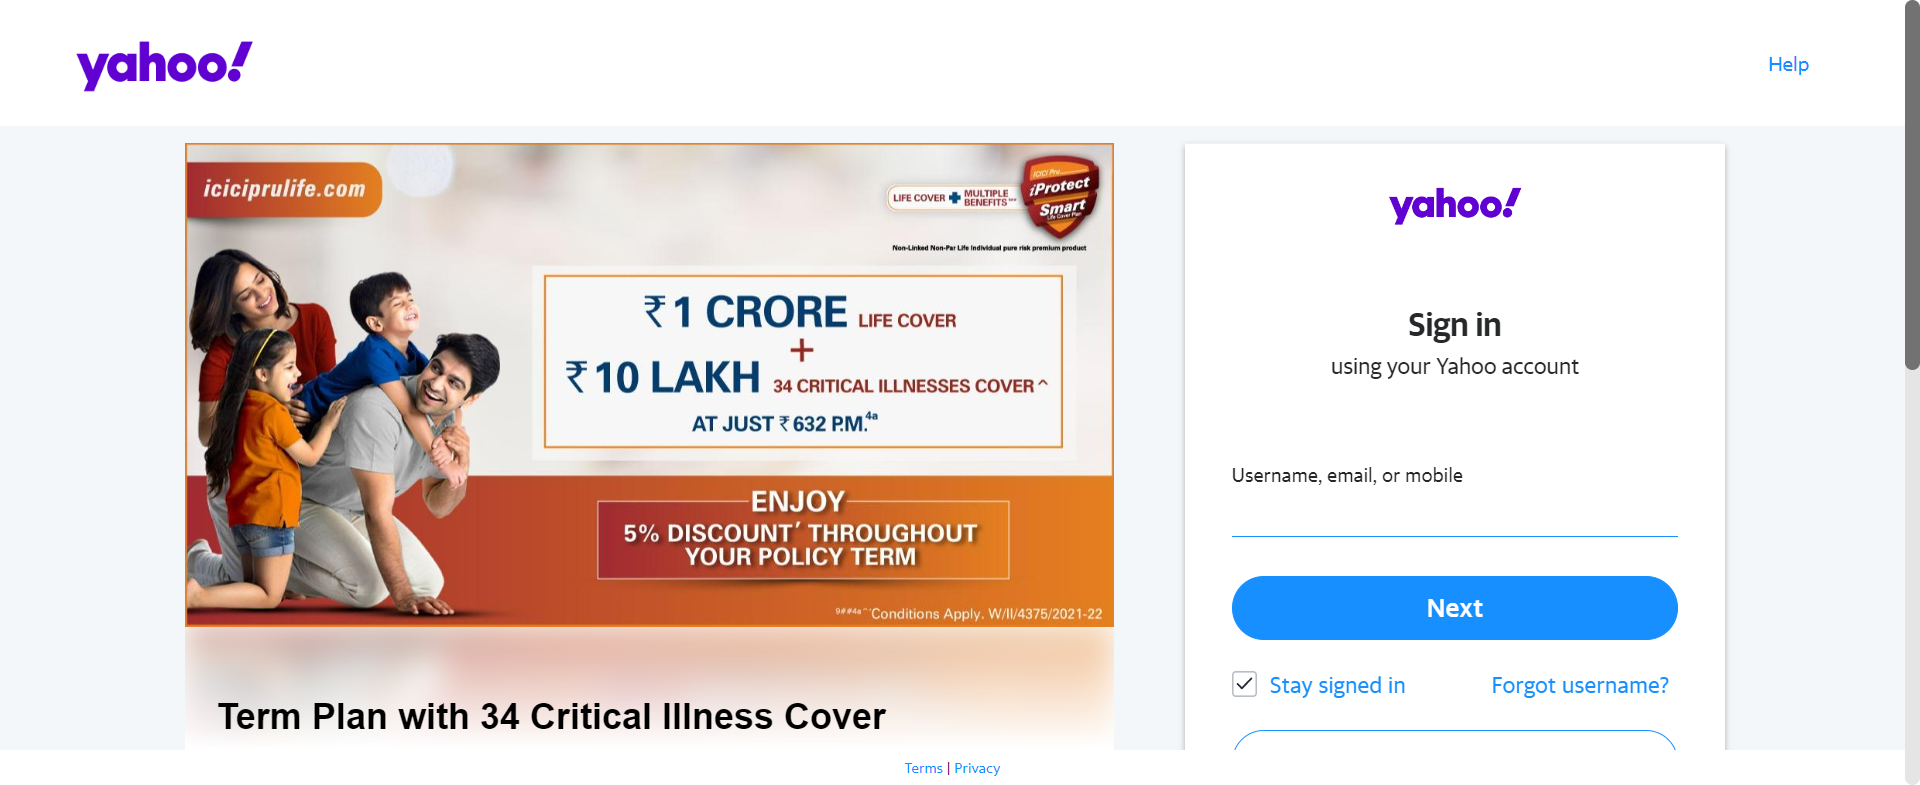 yahoo!
Help
iciciprulife.com
LIFE COVER + MULTIPLE BENEFITS
ICICI Pru
iProtect
Smart
Life Cover Plan
Non-Linked Non-Par Life Individual pure risk premium product
₹ 1 CRORE LIFE COVER
+
₹ 10 LAKH 34 CRITICAL ILLNESSES COVER^
AT JUST ₹ 632 P.M.4a
ENJOY
5% DISCOUNT' THROUGHOUT
YOUR POLICY TERM
Conditions Apply. W/II/4375/2021-22
Term Plan with 34 Critical Illness Cover
yahoo!
Sign in
using your Yahoo account
Username, email, or mobile
Next
Stay signed in
Forgot username?
Terms | Privacy